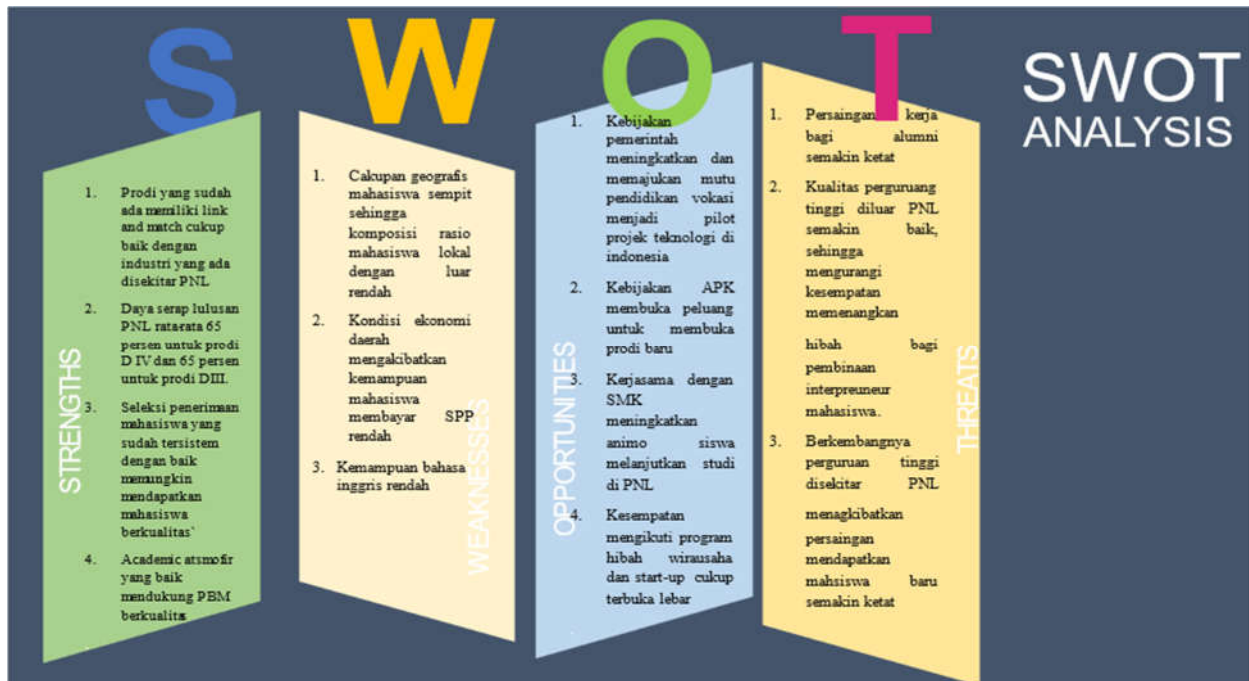 S
W
O
T
SWOT
ANALYSIS
STRENGTHS
1. Prodi yang sudah
ada memiliki link
and match cukup
baik dengan
industri yang ada
disekitar PNL
2. Daya serap lulusan
PNL rata-rata 65
persen untuk prodi
D IV dan 65 persen
untuk prodi DIII.
3. Seleksi penerimaan
mahasiswa yang
sudah tersistem
dengan baik
memungkin
mendapatkan
mahasiswa
berkualitas`
4. Academic atsmofir
yang baik
mendukung PBM
berkualitas
WEAKNESSES
1. Cakupan geografis
mahasiswa sempit
sehingga
komposisi rasio
mahasiswa lokal
dengan luar
rendah
2. Kondisi ekonomi
daerah
mengakibatkan
kemampuan
mahasiswa
membayar SPP
rendah
3. Kemampuan bahasa
inggris rendah
OPPORTUNITIES
1. Kebijakan
pemerintah
meningkatkan dan
memajukan mutu
pendidikan vokasi
menjadi pilot
projek teknologi di
indonesia
2. Kebijakan APK
membuka peluang
untuk membuka
prodi baru
3. Kerjasama dengan
SMK
meningkatkan
animo siswa
melanjutkan studi
di PNL
4. Kesempatan
mengikuti program
hibah wirausaha
dan start-up cukup
terbuka lebar
THREATS
1. Persaingan kerja
bagi alumni
semakin ketat
2. Kualitas perguruang
tinggi diluar PNL
semakin baik,
sehingga
mengurangi
kesempatan
memenangkan
hibah bagi
pembinaan
interpreuneur
mahasiswa.
3. Berkembangnya
perguruan tinggi
disekitar PNL
menagkibatkan
persaingan
mendapatkan
mahsiswa baru
semakin ketat